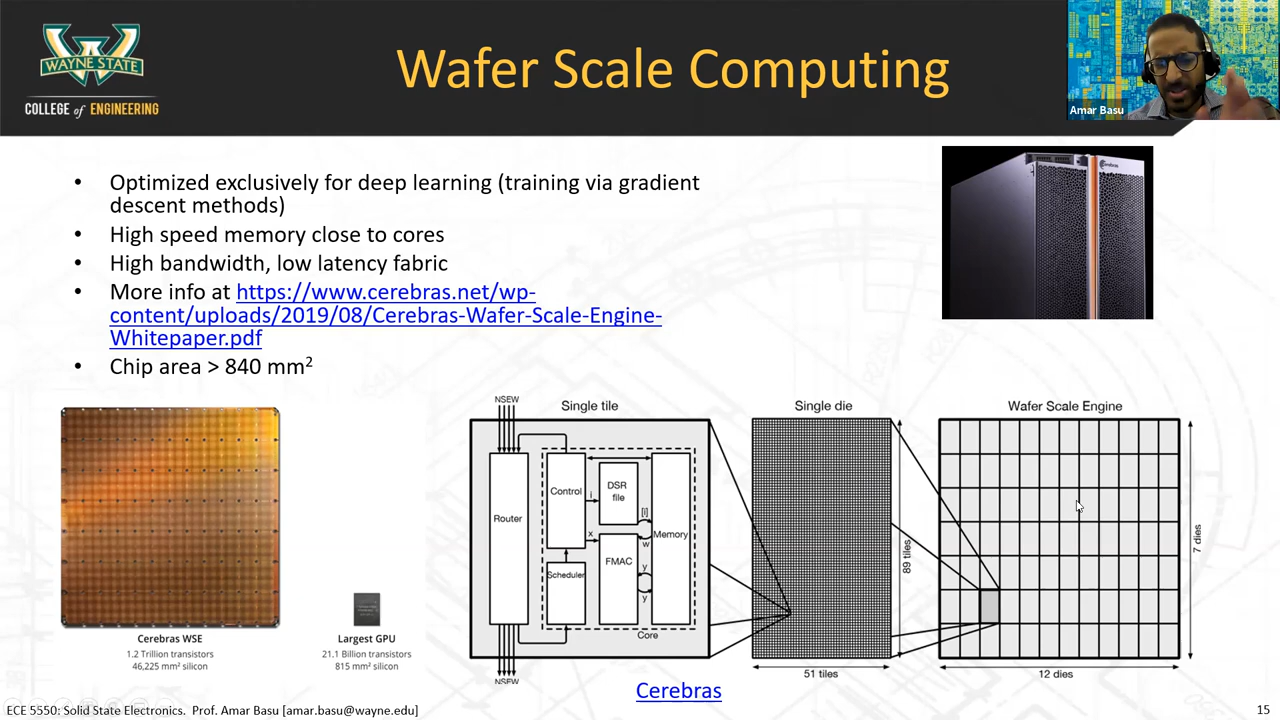 WAYNE STATE
COLLEGE of ENGINEERING
Wafer Scale Computing
Amar Basu
• Optimized exclusively for deep learning (training via gradient
descent methods)
• High speed memory close to cores
• High bandwidth, low latency fabric
• More info at https://www.cerebras.net/wp-
content/uploads/2019/08/Cerebras-Wafer-Scale-Engine-
Whitepaper.pdf
• Chip area > 840 mm²
cerebras
Cerebras WSE
1.2 Trillion transistors
46,225 mm² silicon
Largest GPU
21.1 Billion transistors
815 mm² silicon
NSEW
Single tile
Router
Control
i
DSR
file
[i]
x
w
Memory
Scheduler
FMAC
y
y
Core
NSEW
Single die
89 tiles
51 tiles
Wafer Scale Engine
7 dies
12 dies
Cerebras
ECE 5550: Solid State Electronics. Prof. Amar Basu [amar.basu@wayne.edu]
15